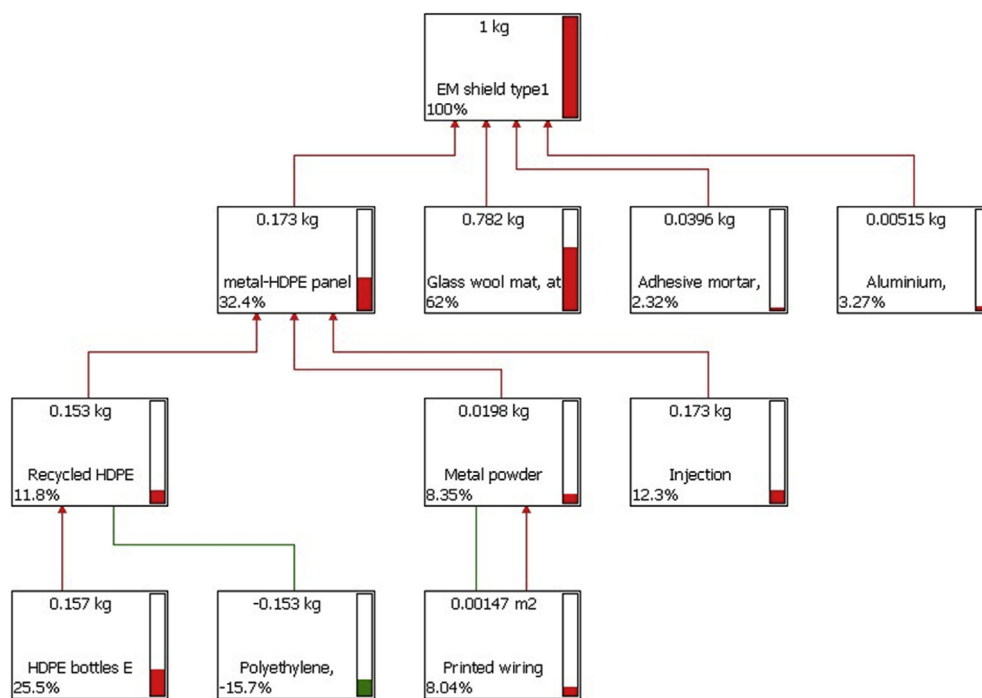 1 kg
EM shield type1
100%
0.173 kg
metal-HDPE panel
32.4%
0.782 kg
Glass wool mat, at
62%
0.0396 kg
Adhesive mortar,
2.32%
0.00515 kg
Aluminium,
3.27%
0.153 kg
Recycled HDPE
11.8%
0.0198 kg
Metal powder
8.35%
0.173 kg
Injection
12.3%
0.157 kg
HDPE bottles E
25.5%
-0.153 kg
Polyethylene,
-15.7%
0.00147 m2
Printed wiring
8.04%